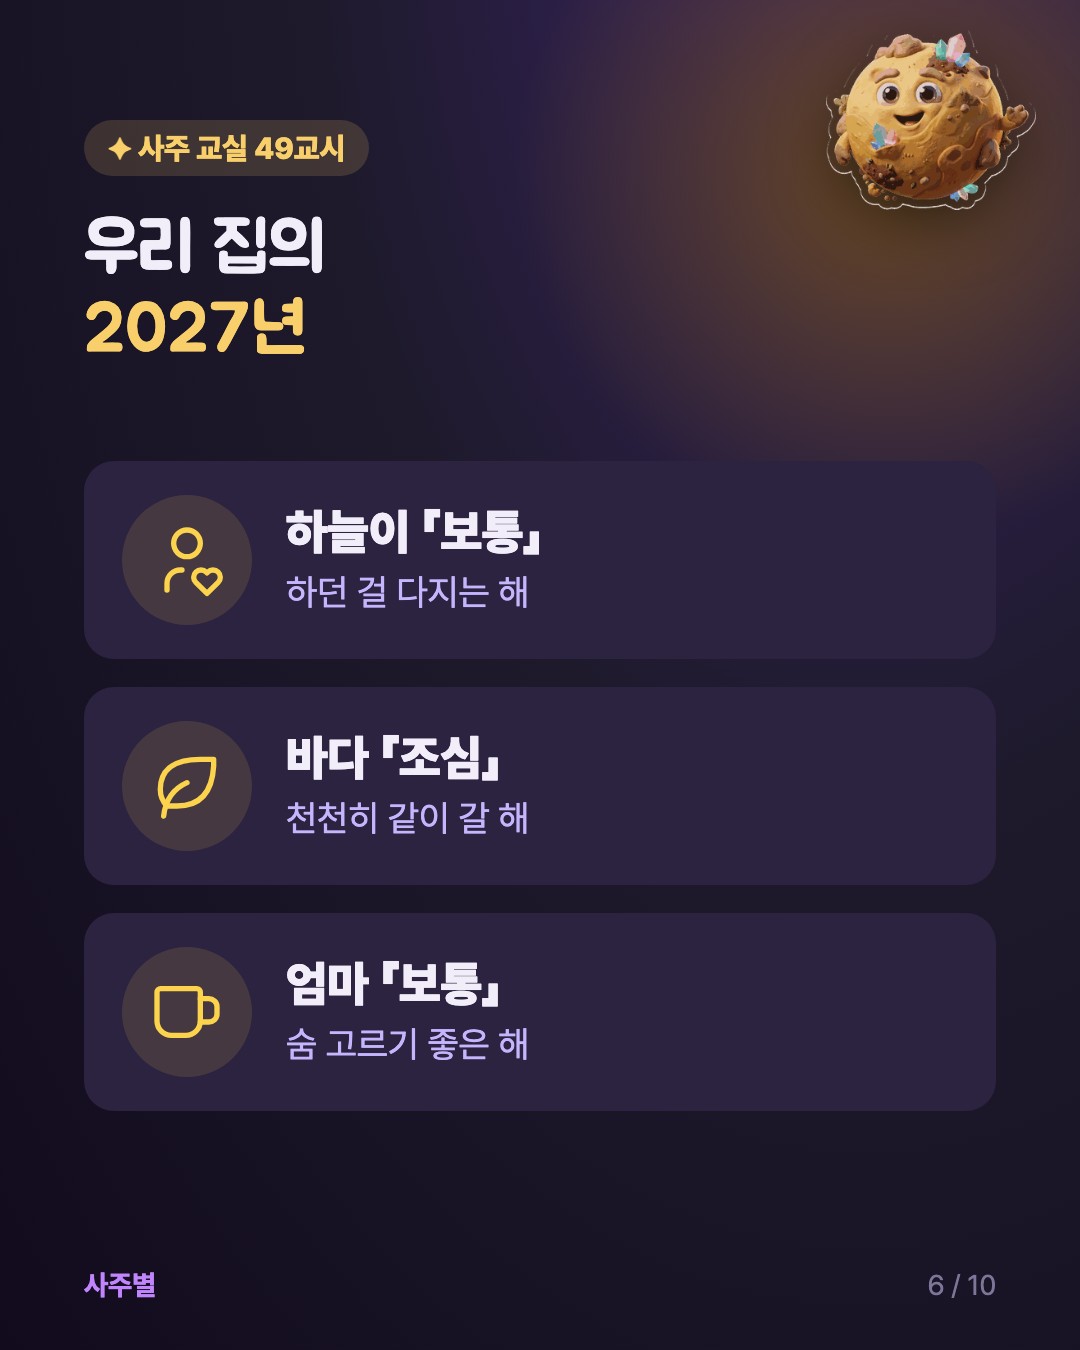 ✦ 사주 교실 49교시
우리 집의
2027년
하늘이 「보통」
하던 걸 다지는 해
바다 「조심」
천천히 같이 갈 해
엄마 「보통」
숨 고르기 좋은 해
사주별
6 / 10